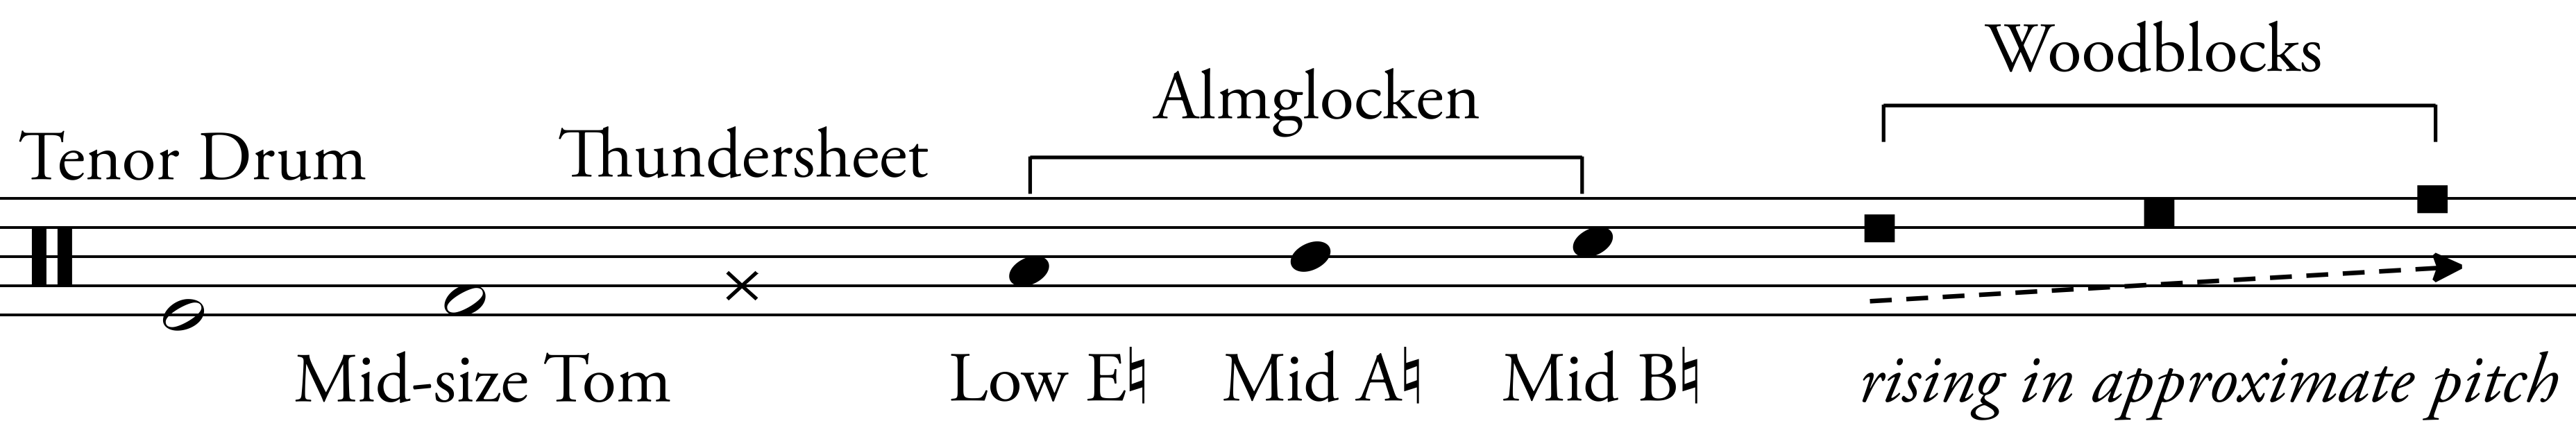 Woodblocks
Almglocken
Tenor Drum
Thundersheet
Mid-size Tom
Low E♮
Mid A♮
Mid B♮
rising in approximate pitch